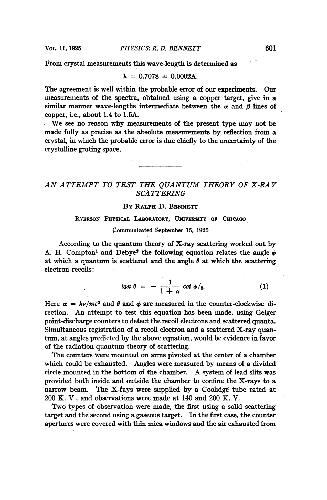 VOL. 11, 1925 PHYSICS: R. D. BENNETT 601
From crystal measurements this wave-length is determined as
λ = 0.7078 ± 0.0002A.
The agreement is well within the probable error of our experiments. Our
measurements of the spectra, obtained using a copper target, give in a
similar manner wave-lengths intermediate between the α and β lines of
copper, i.e., about 1.4 to 1.5A.
We see no reason why measurements of the present type may not be
made fully as precise as the absolute measurements by reflection from a
crystal, in which the probable error is due chiefly to the uncertainty of the
crystalline grating space.
AN ATTEMPT TO TEST THE QUANTUM THEORY OF X-RAY
SCATTERING
BY RALPH D. BENNETT
RYERSON PHYSICAL LABORATORY, UNIVERSITY OF CHICAGO
Communicated September 15, 1925
According to the quantum theory of X-ray scattering worked out by
A. H. Compton¹ and Debye² the following equation relates the angle φ
at which a quantum is scattered and the angle θ at which the scattering
electron recoils:
tan θ = − 1/(1 + α) cot φ/2. (1)
Here α = hν/mc² and θ and φ are measured in the counter-clockwise di-
rection. An attempt to test this equation has been made, using Geiger
point-discharge counters to detect the recoil electrons and scattered quanta.
Simultaneous registration of a recoil electron and a scattered X-ray quan-
tum, at angles predicted by the above equation, would be evidence in favor
of the radiation quantum theory of scattering.
The counters were mounted on arms pivoted at the center of a chamber
which could be exhausted. Angles were measured by means of a divided
circle mounted in the bottom of the chamber. A system of lead slits was
provided both inside and outside the chamber to confine the X-rays to a
narrow beam. The X-rays were supplied by a Coolidge tube rated at
200 K. V., and observations were made at 140 and 200 K. V.
Two types of observation were made, the first using a solid scattering
target and the second using a gaseous target. In the first case, the counter
apertures were covered with thin mica windows and the air exhausted from